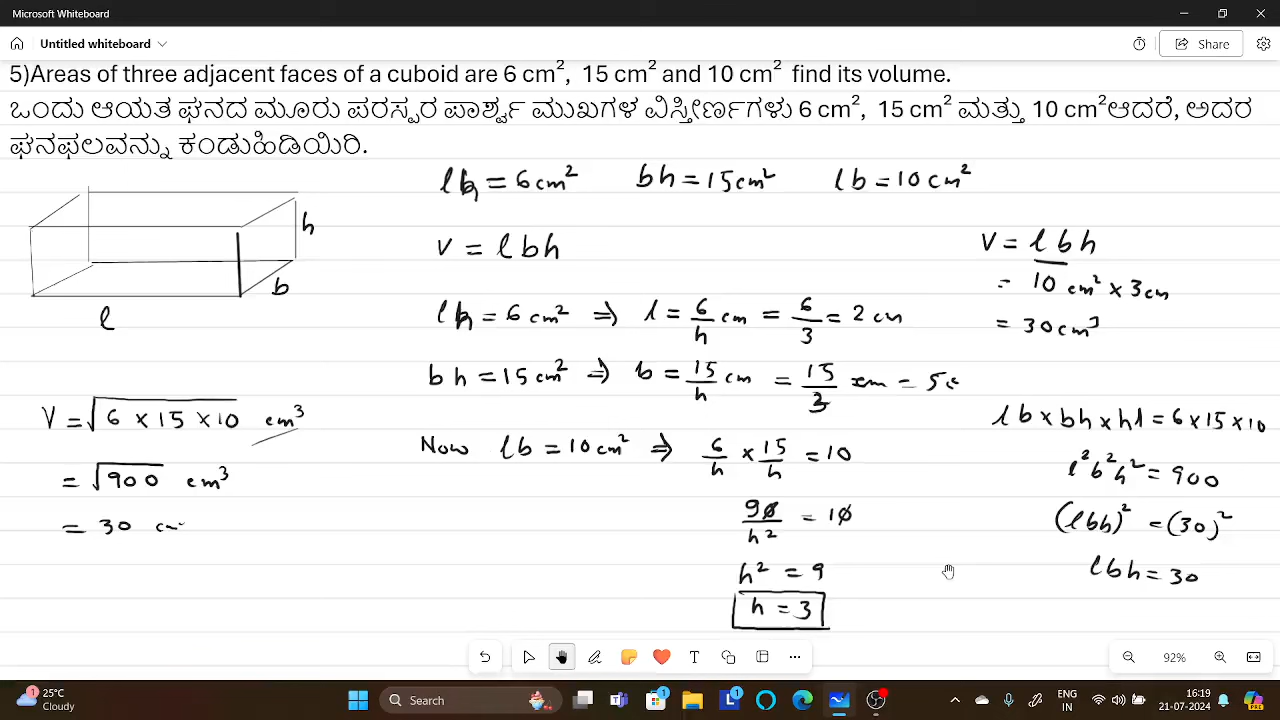 Microsoft Whiteboard
Untitled whiteboard
Share
5)Areas of three adjacent faces of a cuboid are 6 cm², 15 cm² and 10 cm² find its volume.
ಒಂದು ಆಯತ ಘನದ ಮೂರು ಪರಸ್ಪರ ಪಾರ್ಶ್ವ ಮುಖಗಳ ವಿಸ್ತೀರ್ಣಗಳು 6 cm², 15 cm² ಮತ್ತು 10 cm²ಆದರೆ, ಅದರ
ಘನಫಲವನ್ನು ಕಂಡುಹಿಡಿಯಿರಿ.
lh = 6 cm² bh = 15 cm² lb = 10 cm²
h
b
l
V = lbh
lh = 6 cm² ⇒ l = 6/h cm = 6/3 = 2 cm
bh = 15 cm² ⇒ b = 15/h cm = 15/3 cm = 5c
Now lb = 10 cm² ⇒ 6/h × 15/h = 10
90/h² = 10
h² = 9
h = 3
V = lbh
= 10 cm² × 3 cm
= 30 cm³
lb × bh × hl = 6 × 15 × 10
l²b²h² = 900
(lbh)² = (30)²
lbh = 30
V = √6 × 15 × 10 cm³
= √900 cm³
= 30 cm
92%
25°C
Cloudy
Search
ENG
IN
16:19
21-07-2024